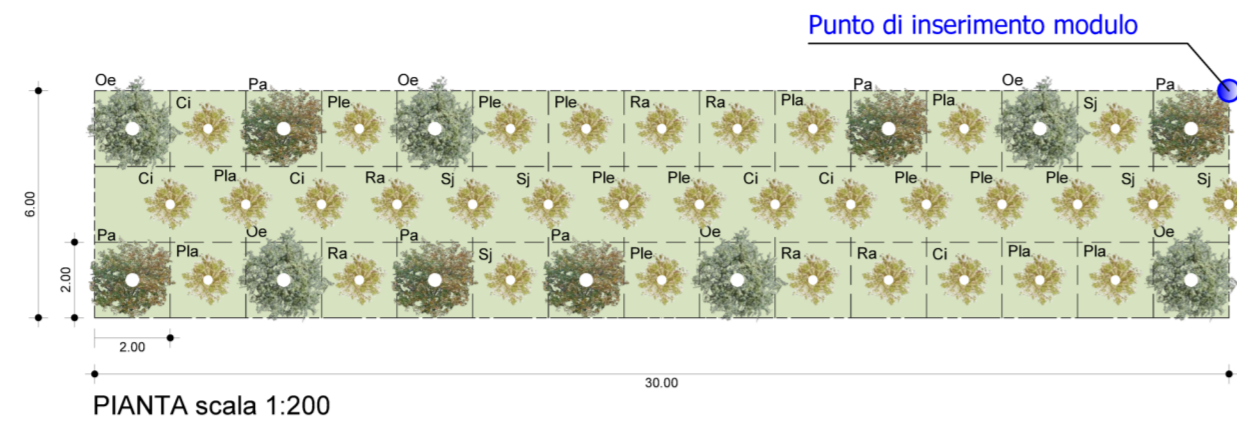 Punto di inserimento modulo
Oe Ci Pa Ple Oe Ple Ple Ra Ra Pla Pa Pla Oe Sj Pa
Ci Pla Ci Ra Sj Sj Ple Ple Ci Ci Ple Ple Ple Sj Sj
6.00
Pa Pla Oe Ra Pa Sj Pa Ple Oe Ra Ra Ci Pla Pla Oe
2.00
2.00
30.00
PIANTA scala 1:200